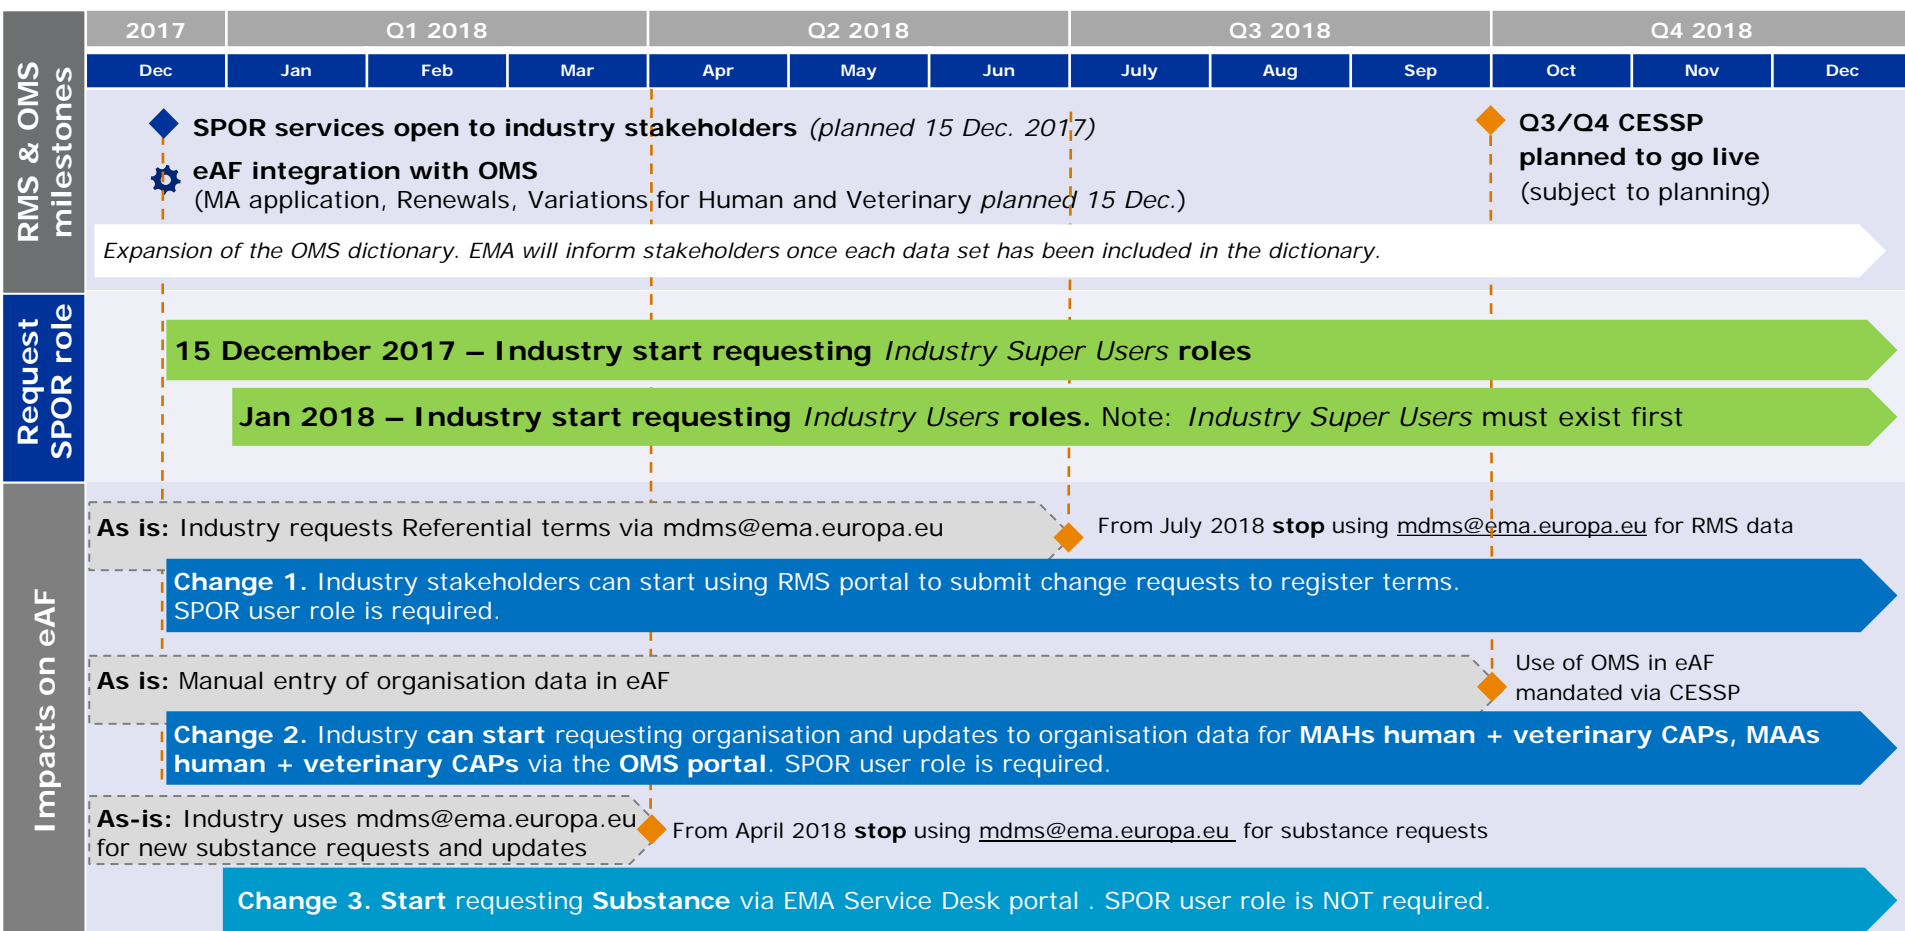 2017
Q1 2018
Q2 2018
Q3 2018
Q4 2018
Dec
Jan
Feb
Mar
Apr
May
Jun
July
Aug
Sep
Oct
Nov
Dec
RMS & OMS
milestones
SPOR services open to industry stakeholders (planned 15 Dec. 2017)
eAF integration with OMS
(MA application, Renewals, Variations for Human and Veterinary planned 15 Dec.)
Q3/Q4 CESSP
planned to go live
(subject to planning)
Expansion of the OMS dictionary. EMA will inform stakeholders once each data set has been included in the dictionary.
Request
SPOR role
15 December 2017 – Industry start requesting Industry Super Users roles
Jan 2018 – Industry start requesting Industry Users roles. Note: Industry Super Users must exist first
Impacts on eAF
As is: Industry requests Referential terms via mdms@ema.europa.eu
From July 2018 stop using mdms@ema.europa.eu for RMS data
Change 1. Industry stakeholders can start using RMS portal to submit change requests to register terms.
SPOR user role is required.
As is: Manual entry of organisation data in eAF
Use of OMS in eAF
mandated via CESSP
Change 2. Industry can start requesting organisation and updates to organisation data for MAHs human + veterinary CAPs, MAAs
human + veterinary CAPs via the OMS portal. SPOR user role is required.
As-is: Industry uses mdms@ema.europa.eu
for new substance requests and updates
From April 2018 stop using mdms@ema.europa.eu for substance requests
Change 3. Start requesting Substance via EMA Service Desk portal . SPOR user role is NOT required.